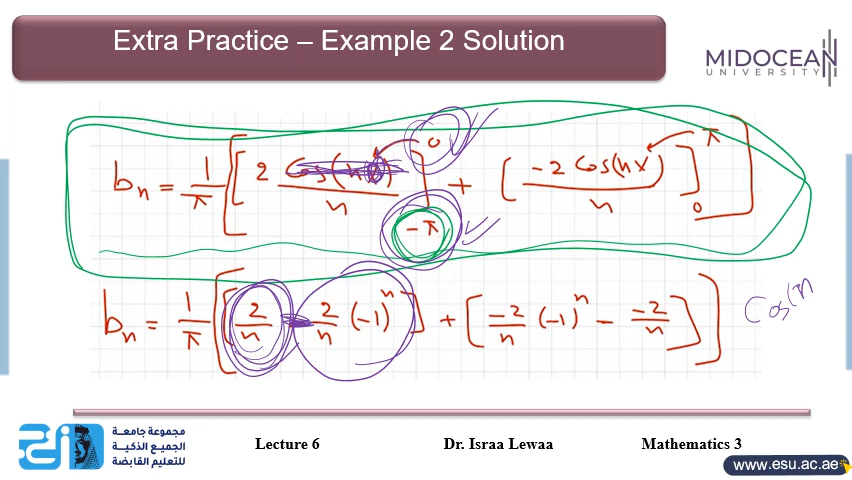 Extra Practice – Example 2 Solution
MIDOCEAN
UNIVERSITY
bn = 1/π [ [ 2 cos(nx)/n ]_{-π}^{0} + [ -2 cos(nx)/n ]_{0}^{π} ]
bn = 1/π [ [ 2/n - 2/n (-1)^n ] + [ -2/n (-1)^n - -2/n ] ]
Cos(π
مجموعة جامعة
الجميع الذكية
للتعليم القابضة
Lecture 6 Dr. Israa Lewaa Mathematics 3
www.esu.ac.ae